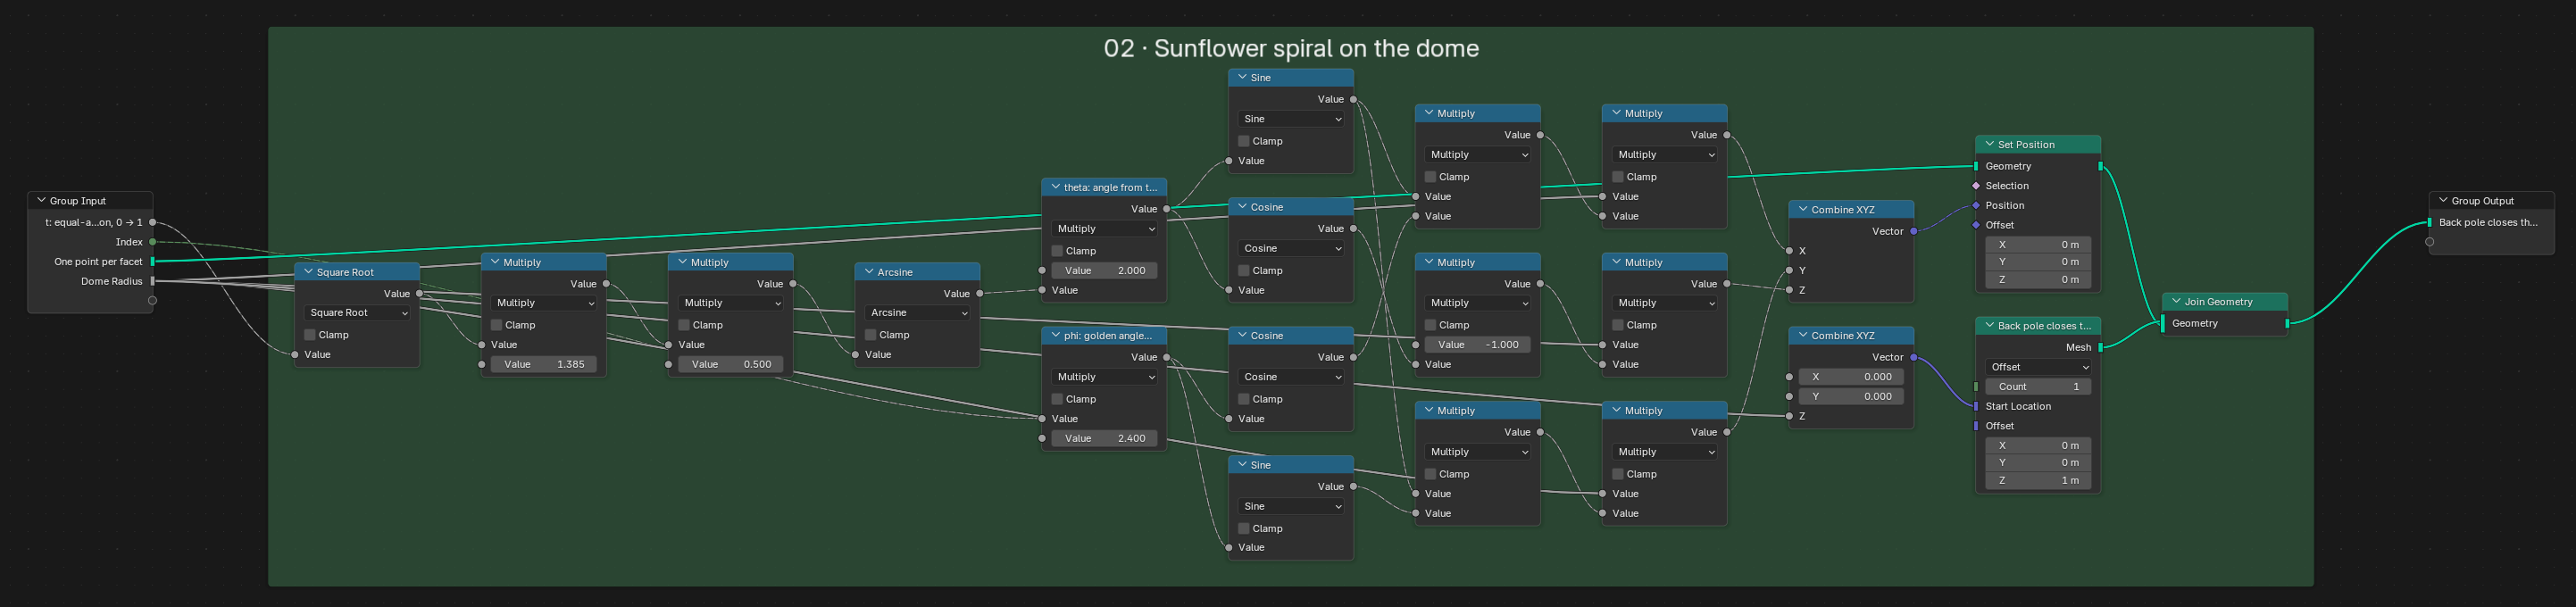 02 · Sunflower spiral on the dome
Group Input
t: equal-a...on, 0 → 1
Index
One point per facet
Dome Radius
Square Root
Value
Square Root
Clamp
Value
Multiply
Value
Multiply
Clamp
Value
Value 1.385
Multiply
Value
Multiply
Clamp
Value
Value 0.500
Arcsine
Value
Arcsine
Clamp
Value
theta: angle from t...
Value
Multiply
Clamp
Value 2.000
Value
phi: golden angle...
Value
Multiply
Clamp
Value
Value 2.400
Sine
Value
Sine
Clamp
Value
Cosine
Value
Cosine
Clamp
Value
Cosine
Value
Cosine
Clamp
Value
Sine
Value
Sine
Clamp
Value
Multiply
Value
Multiply
Clamp
Value
Value
Multiply
Value
Multiply
Clamp
Value -1.000
Value
Multiply
Value
Multiply
Clamp
Value
Value
Multiply
Value
Multiply
Clamp
Value
Value
Multiply
Value
Multiply
Clamp
Value
Value
Multiply
Value
Multiply
Clamp
Value
Value
Combine XYZ
Vector
X
Y
Z
Combine XYZ
Vector
X 0.000
Y 0.000
Z
Set Position
Geometry
Selection
Position
Offset
X 0 m
Y 0 m
Z 0 m
Back pole closes t...
Mesh
Offset
Count 1
Start Location
Offset
X 0 m
Y 0 m
Z 1 m
Join Geometry
Geometry
Group Output
Back pole closes th...